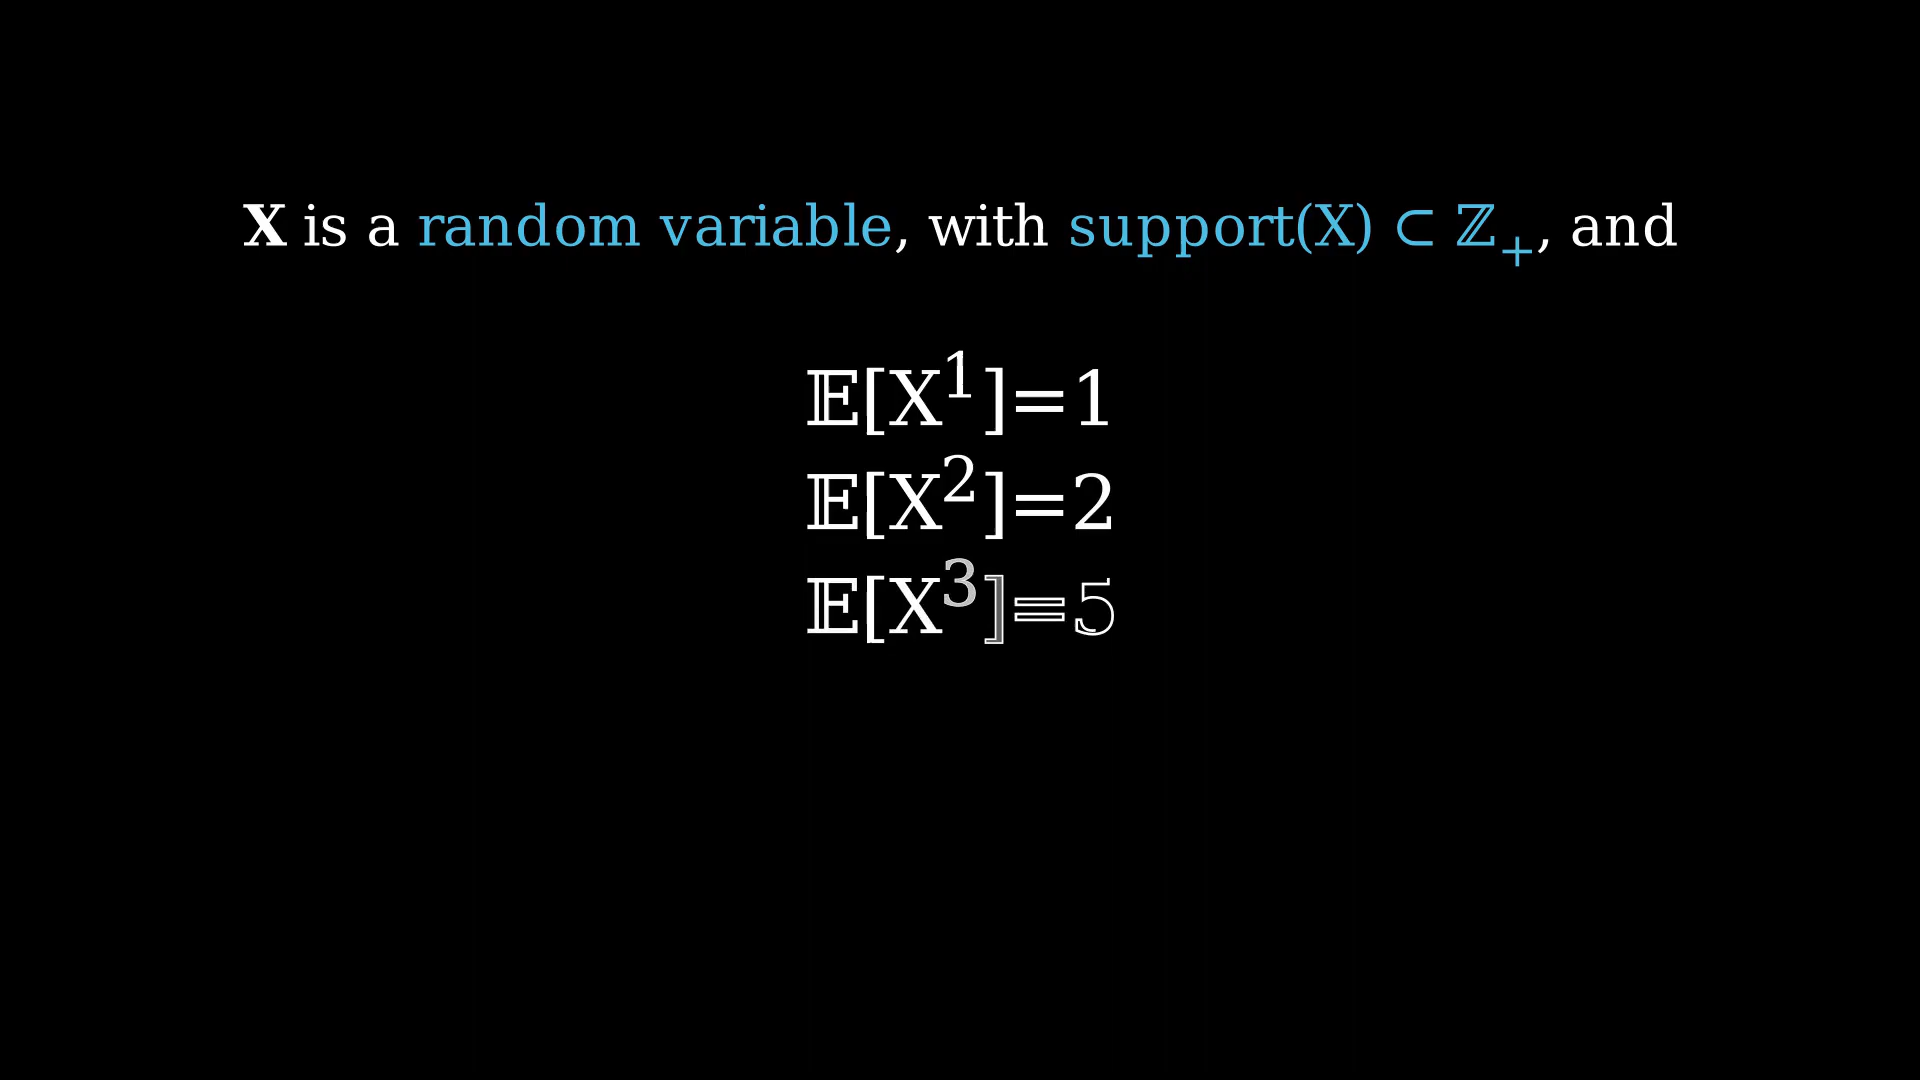 X is a random variable, with support(X) ⊂ ℤ₊, and
𝔼[X¹]=1
𝔼[X²]=2
𝔼[X³]=5